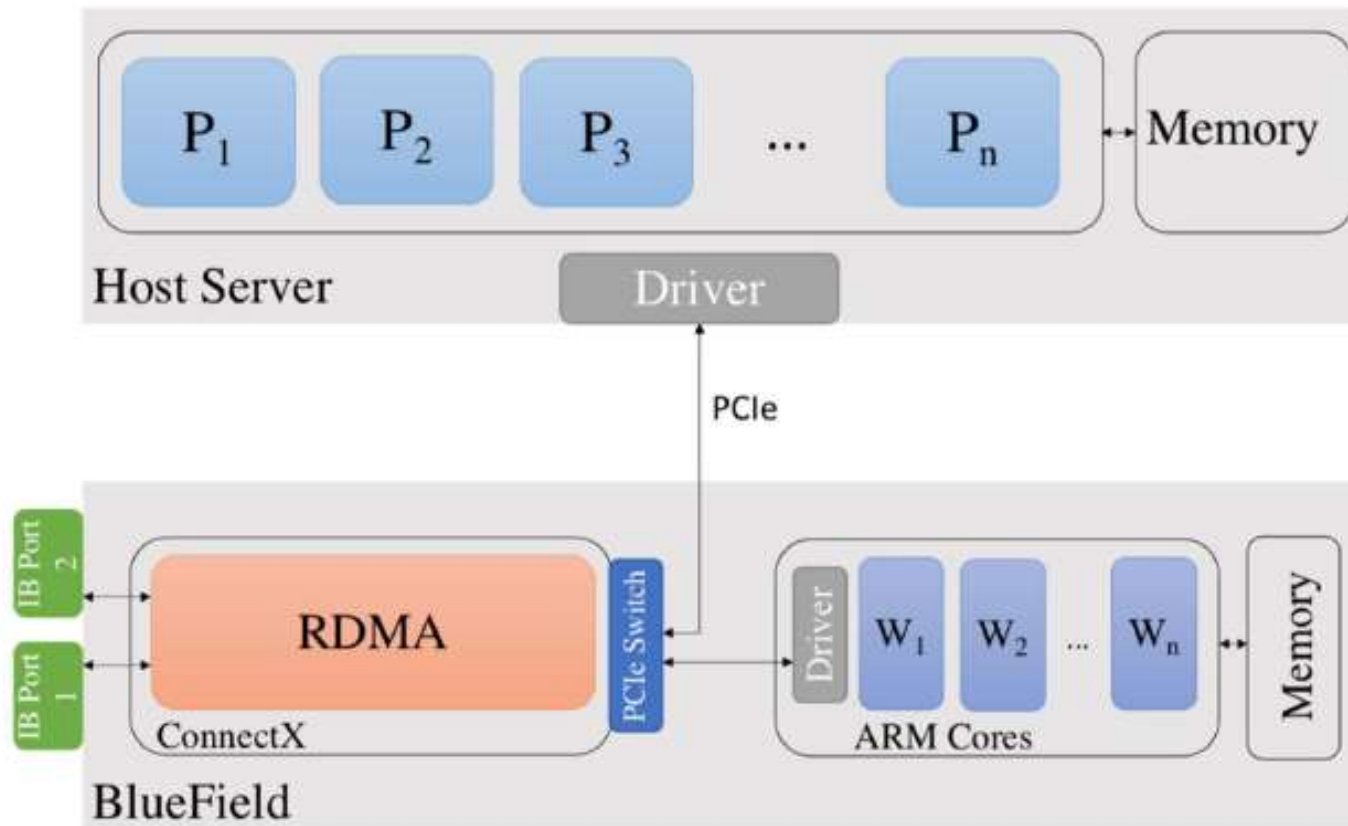 P1
P2
P3
...
Pn
Memory
Host Server
Driver
PCIe
IB Port 2
IB Port 1
RDMA
ConnectX
PCIe Switch
Driver
W1
W2
...
Wn
ARM Cores
Memory
BlueField